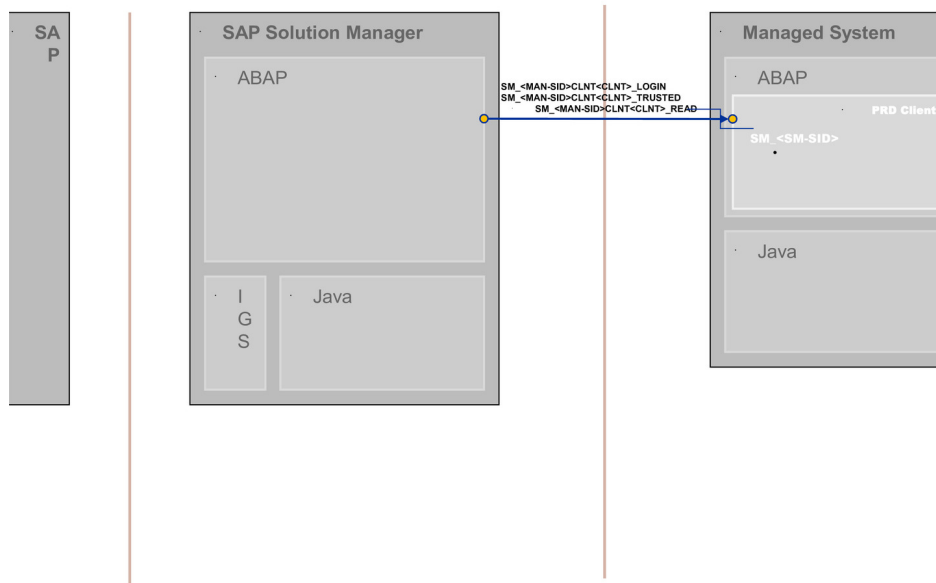 SA
P
SAP Solution Manager
ABAP
I
G
S
Java
SM_<MAN-SID>CLNT<CLNT>_LOGIN
SM_<MAN-SID>CLNT<CLNT>_TRUSTED
SM_<MAN-SID>CLNT<CLNT>_READ
Managed System
ABAP
PRD Client
SM_<SM-SID>
Java